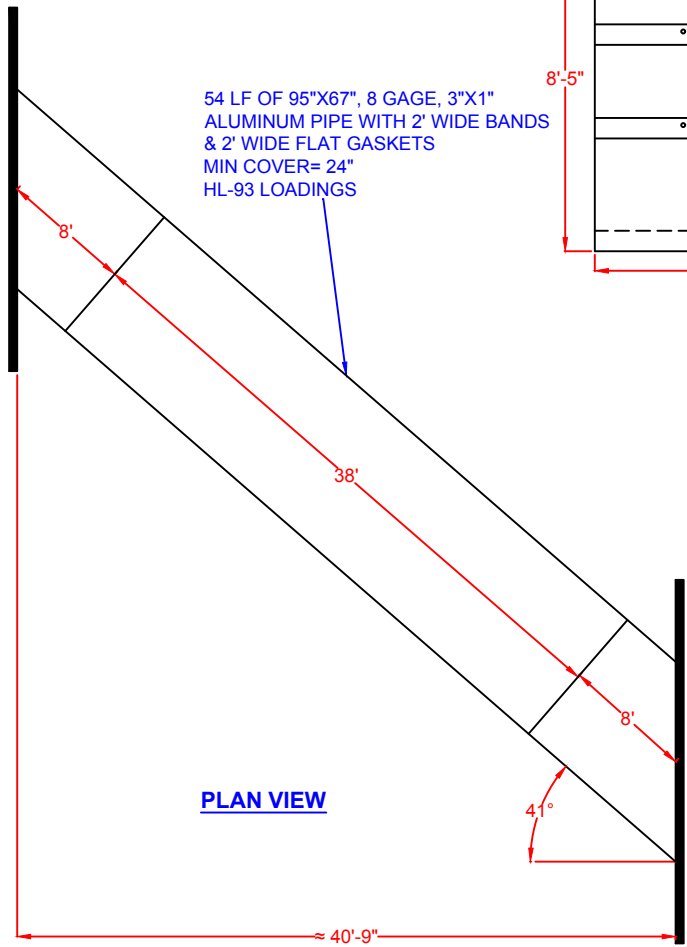 54 LF OF 95"X67", 8 GAGE, 3"X1"
ALUMINUM PIPE WITH 2' WIDE BANDS
& 2' WIDE FLAT GASKETS
MIN COVER= 24"
HL-93 LOADINGS
8'-5"
8'
38'
8'
41°
PLAN VIEW
≈ 40'-9"